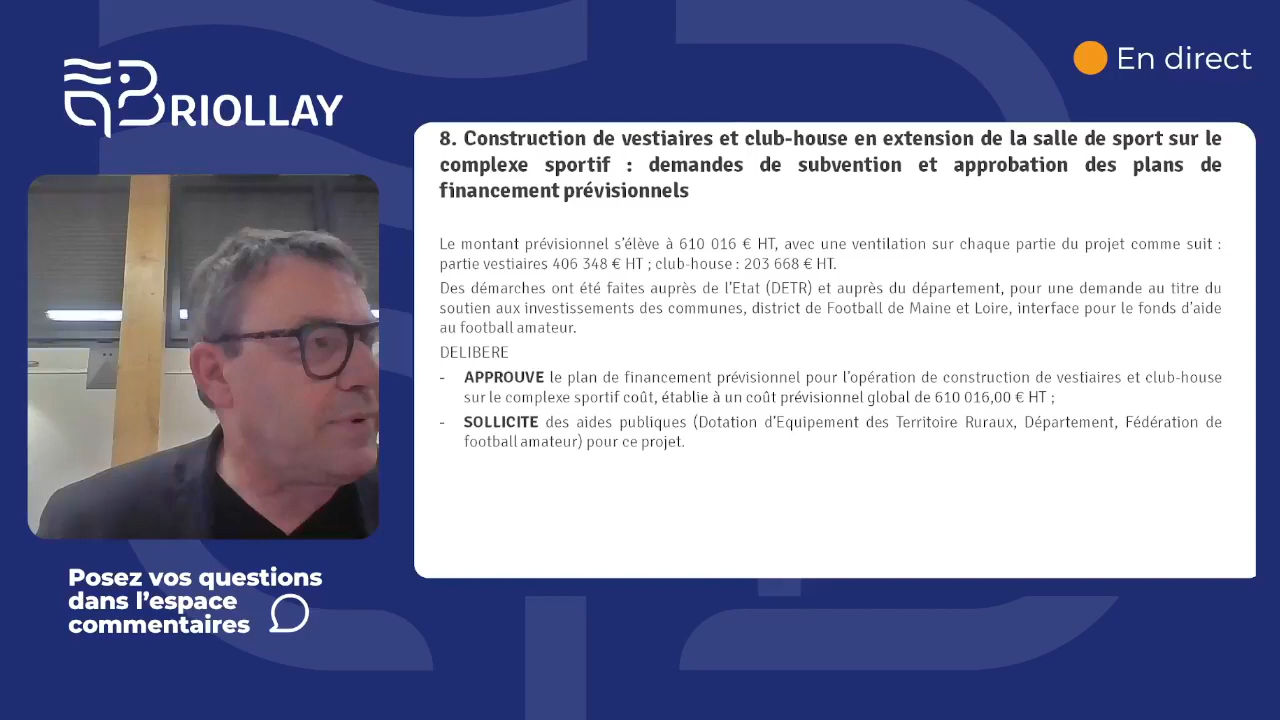 BRIOLLAY
En direct
8. Construction de vestiaires et club-house en extension de la salle de sport sur le
complexe sportif : demandes de subvention et approbation des plans de
financement prévisionnels
Le montant prévisionnel s’élève à 610 016 € HT, avec une ventilation sur chaque partie du projet comme suit :
partie vestiaires 406 348 € HT ; club-house : 203 668 € HT.
Des démarches ont été faites auprès de l’Etat (DETR) et auprès du département, pour une demande au titre du
soutien aux investissements des communes, district de Football de Maine et Loire, interface pour le fonds d’aide
au football amateur.
DELIBERE
- APPROUVE le plan de financement prévisionnel pour l’opération de construction de vestiaires et club-house
sur le complexe sportif coût, établie à un coût prévisionnel global de 610 016,00 € HT ;
- SOLLICITE des aides publiques (Dotation d’Equipement des Territoire Ruraux, Département, Fédération de
football amateur) pour ce projet.
Posez vos questions
dans l’espace
commentaires